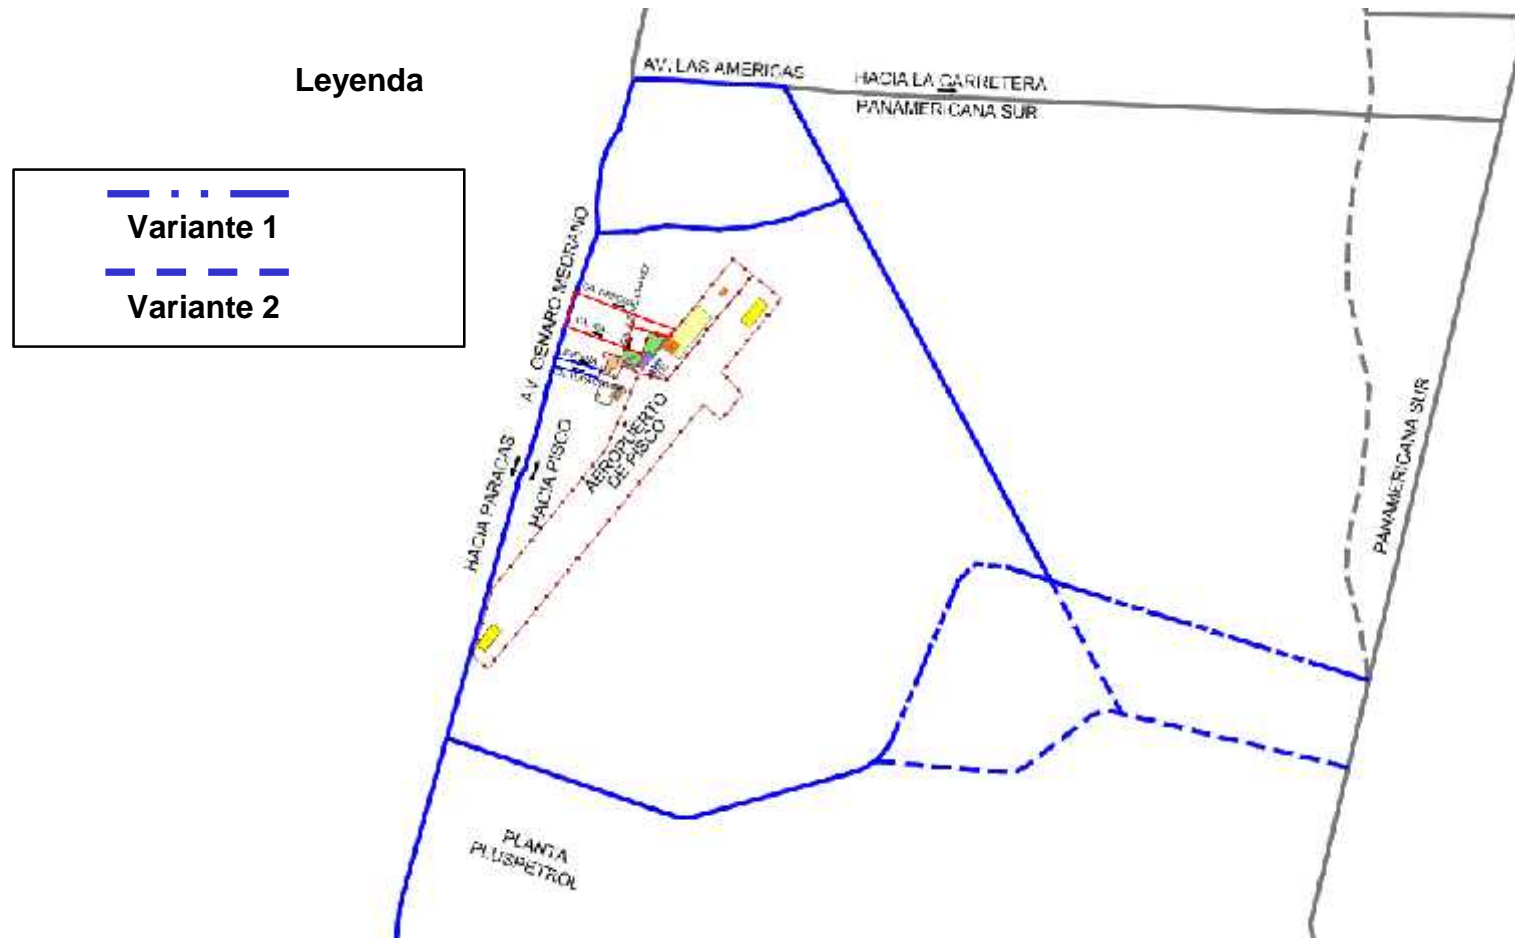 Leyenda
Variante 1
Variante 2
AV. LAS AMERICAS
HACIA LA CARRETERA
PANAMERICANA SUR
AV. GENARO MEDRANO
HACIA PARACAS
HACIA PISCO
AEROPUERTO
DE PISCO
PANAMERICANA SUR
PLANTA
PLUSPETROL